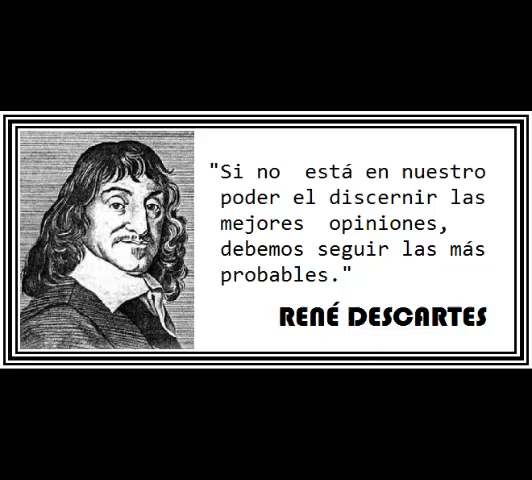 "Si no está en nuestro
poder el discernir las
mejores opiniones,
debemos seguir las más
probables."
RENÉ DESCARTES